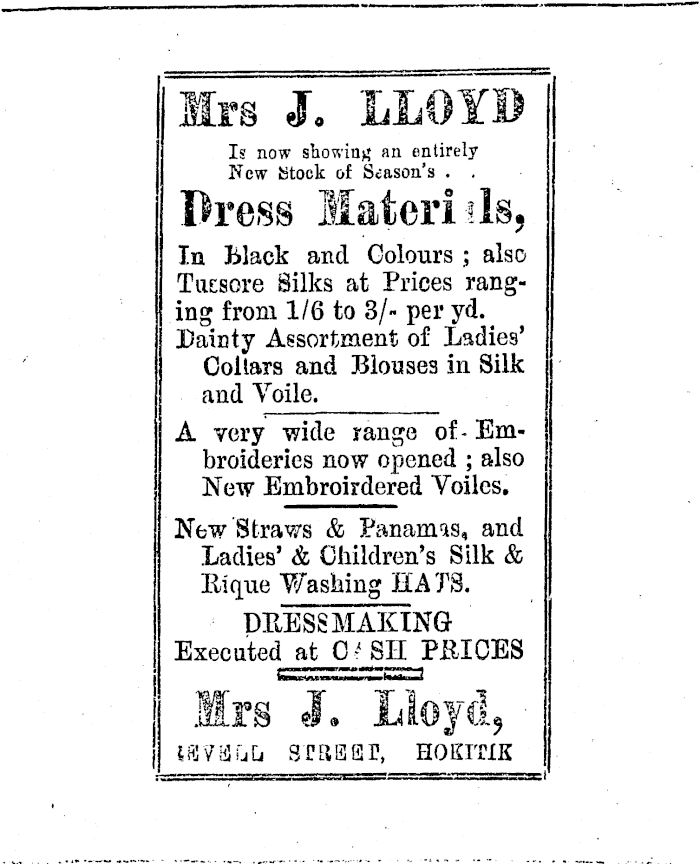 Mrs J. LLOYD
Is now showing an entirely
New Stock of Season's . .
Dress Materials,
In Black and Colours ; also
Tussore Silks at Prices rang-
ing from 1/6 to 3/- per yd.
Dainty Assortment of Ladies'
Collars and Blouses in Silk
and Voile.
A very wide range of Em-
broideries now opened ; also
New Embroirdered Voiles.
New Straws & Panamas, and
Ladies' & Children's Silk &
Rique Washing HATS.
DRESSMAKING
Executed at CASH PRICES
Mrs J. Lloyd,
REVELL STREET, HOKITIK